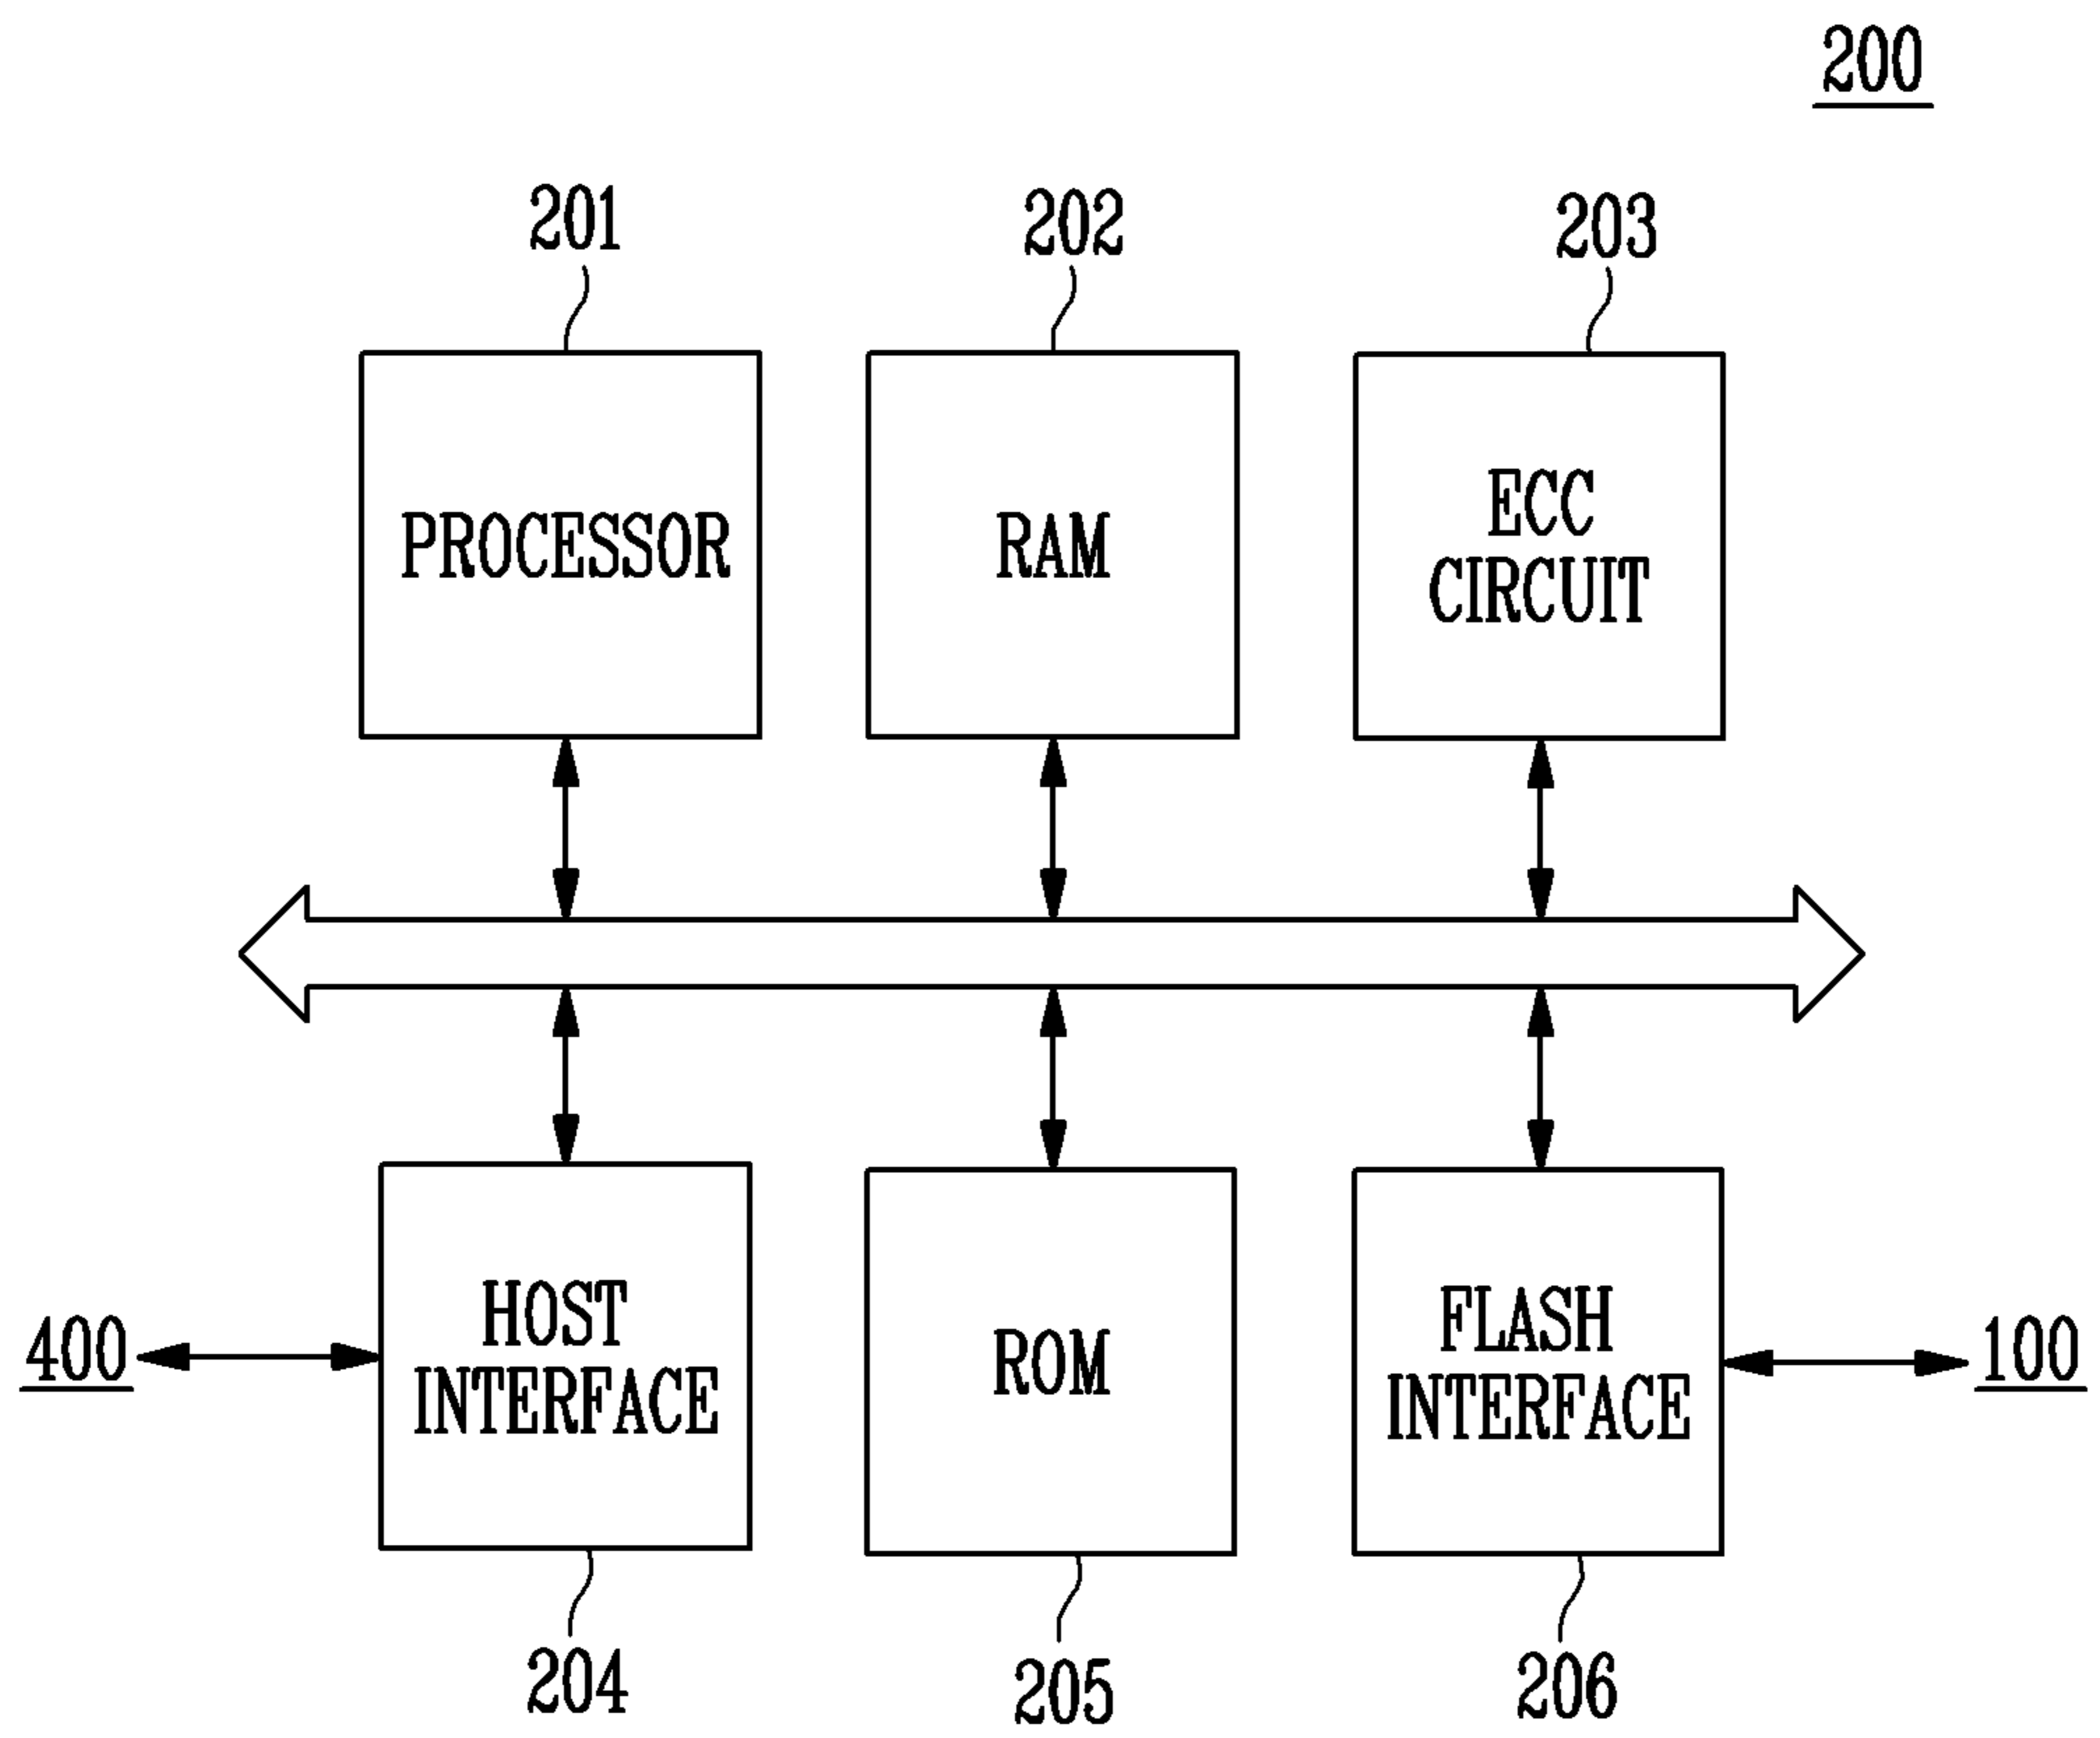 200
201
202
203
PROCESSOR
RAM
ECC
CIRCUIT
HOST
INTERFACE
ROM
FLASH
INTERFACE
400
100
204
205
206